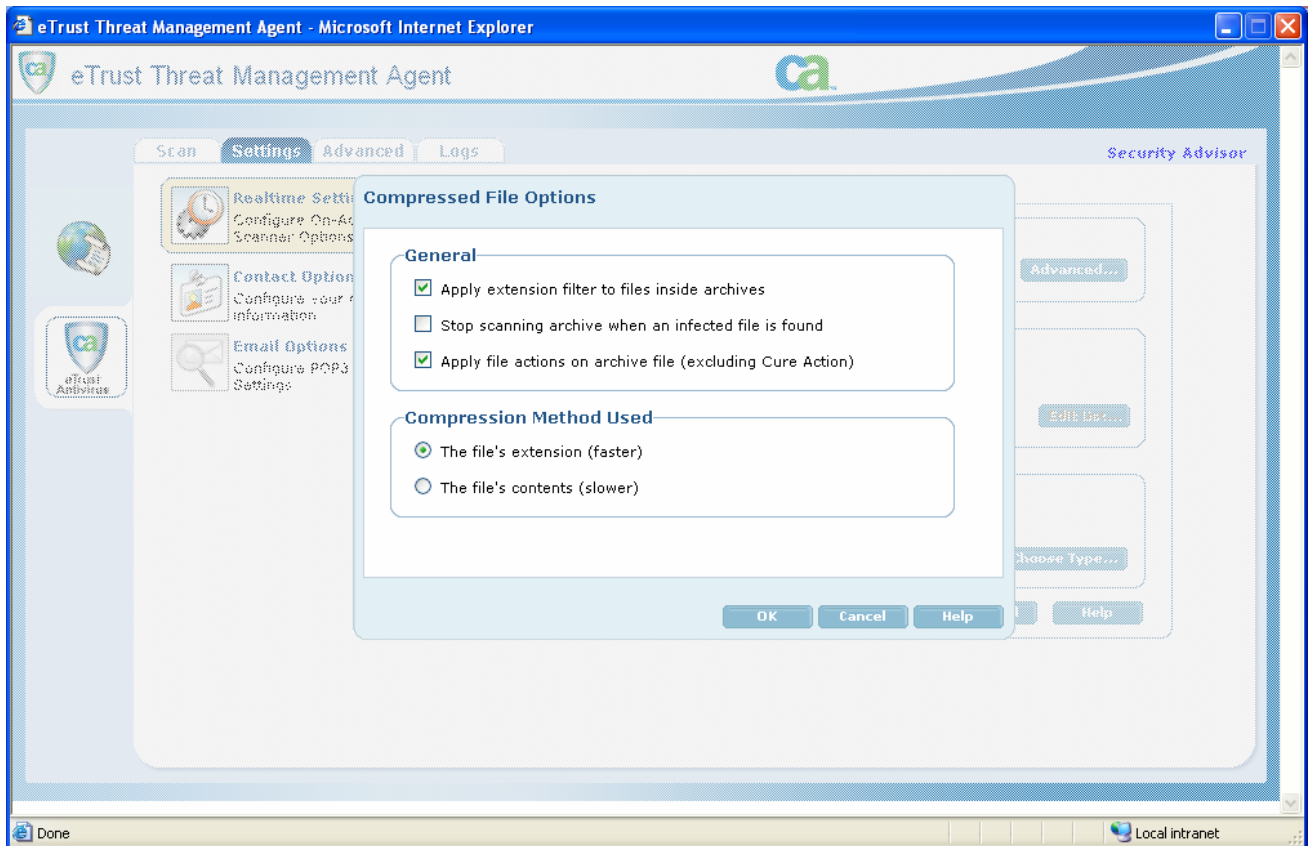 eTrust Threat Management Agent - Microsoft Internet Explorer
ca
eTrust Threat Management Agent
ca
Scan
Settings
Advanced
Logs
Security Advisor
Realtime Setti
Configure On-Ac
Scanner Options
Contact Option
Configure your r
information
Email Options
Configure POP3
Settings
ca
eTrust
Antivirus
Compressed File Options
General
Apply extension filter to files inside archives
Stop scanning archive when an infected file is found
Apply file actions on archive file (excluding Cure Action)
Compression Method Used
The file's extension (faster)
The file's contents (slower)
OK
Cancel
Help
Advanced...
Choose Type...
Help
Done
Local intranet